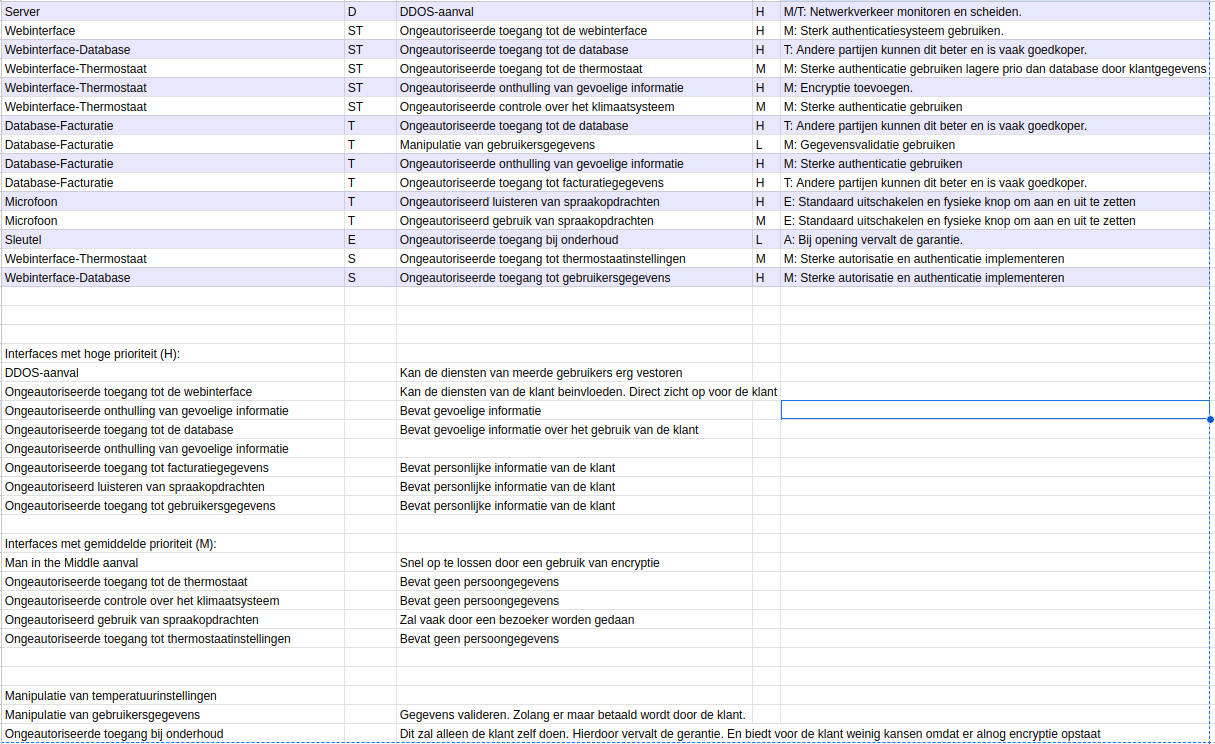 Server D DDOS-aanval H M/T: Netwerkverkeer monitoren en scheiden.
Webinterface ST Ongeautoriseerde toegang tot de webinterface H M: Sterk authenticatiesysteem gebruiken.
Webinterface-Database ST Ongeautoriseerde toegang tot de database H T: Andere partijen kunnen dit beter en is vaak goedkoper.
Webinterface-Thermostaat ST Ongeautoriseerde toegang tot de thermostaat M M: Sterke authenticatie gebruiken lagere prio dan database door klantgegevens
Webinterface-Thermostaat ST Ongeautoriseerde onthulling van gevoelige informatie H M: Encryptie toevoegen.
Webinterface-Thermostaat ST Ongeautoriseerde controle over het klimaatsysteem M M: Sterke authenticatie gebruiken
Database-Facturatie T Ongeautoriseerde toegang tot de database H T: Andere partijen kunnen dit beter en is vaak goedkoper.
Database-Facturatie T Manipulatie van gebruikersgegevens L M: Gegevensvalidatie gebruiken
Database-Facturatie T Ongeautoriseerde onthulling van gevoelige informatie H M: Sterke authenticatie gebruiken
Database-Facturatie T Ongeautoriseerde toegang tot facturatiegegevens H T: Andere partijen kunnen dit beter en is vaak goedkoper.
Microfoon T Ongeautoriseerd luisteren van spraakopdrachten H E: Standaard uitschakelen en fysieke knop om aan en uit te zetten
Microfoon T Ongeautoriseerd gebruik van spraakopdrachten M E: Standaard uitschakelen en fysieke knop om aan en uit te zetten
Sleutel E Ongeautoriseerde toegang bij onderhoud L A: Bij opening vervalt de garantie.
Webinterface-Thermostaat S Ongeautoriseerde toegang tot thermostaatinstellingen M M: Sterke autorisatie en authenticatie implementeren
Webinterface-Database S Ongeautoriseerde toegang tot gebruikersgegevens H M: Sterke autorisatie en authenticatie implementeren
Interfaces met hoge prioriteit (H):
DDOS-aanval Kan de diensten van meerde gebruikers erg vestoren
Ongeautoriseerde toegang tot de webinterface Kan de diensten van de klant beinvloeden. Direct zicht op voor de klant
Ongeautoriseerde onthulling van gevoelige informatie Bevat gevoelige informatie
Ongeautoriseerde toegang tot de database Bevat gevoelige informatie over het gebruik van de klant
Ongeautoriseerde onthulling van gevoelige informatie
Ongeautoriseerde toegang tot facturatiegegevens Bevat personlijke informatie van de klant
Ongeautoriseerd luisteren van spraakopdrachten Bevat personlijke informatie van de klant
Ongeautoriseerde toegang tot gebruikersgegevens Bevat personlijke informatie van de klant
Interfaces met gemiddelde prioriteit (M):
Man in the Middle aanval Snel op te lossen door een gebruik van encryptie
Ongeautoriseerde toegang tot de thermostaat Bevat geen persoongegevens
Ongeautoriseerde controle over het klimaatsysteem Bevat geen persoongegevens
Ongeautoriseerd gebruik van spraakopdrachten Zal vaak door een bezoeker worden gedaan
Ongeautoriseerde toegang tot thermostaatinstellingen Bevat geen persoongegevens
Manipulatie van temperatuurinstellingen
Manipulatie van gebruikersgegevens Gegevens valideren. Zolang er maar betaald wordt door de klant.
Ongeautoriseerde toegang bij onderhoud Dit zal alleen de klant zelf doen. Hierdoor vervalt de gerantie. En biedt voor de klant weinig kansen omdat er alnog encryptie opstaat